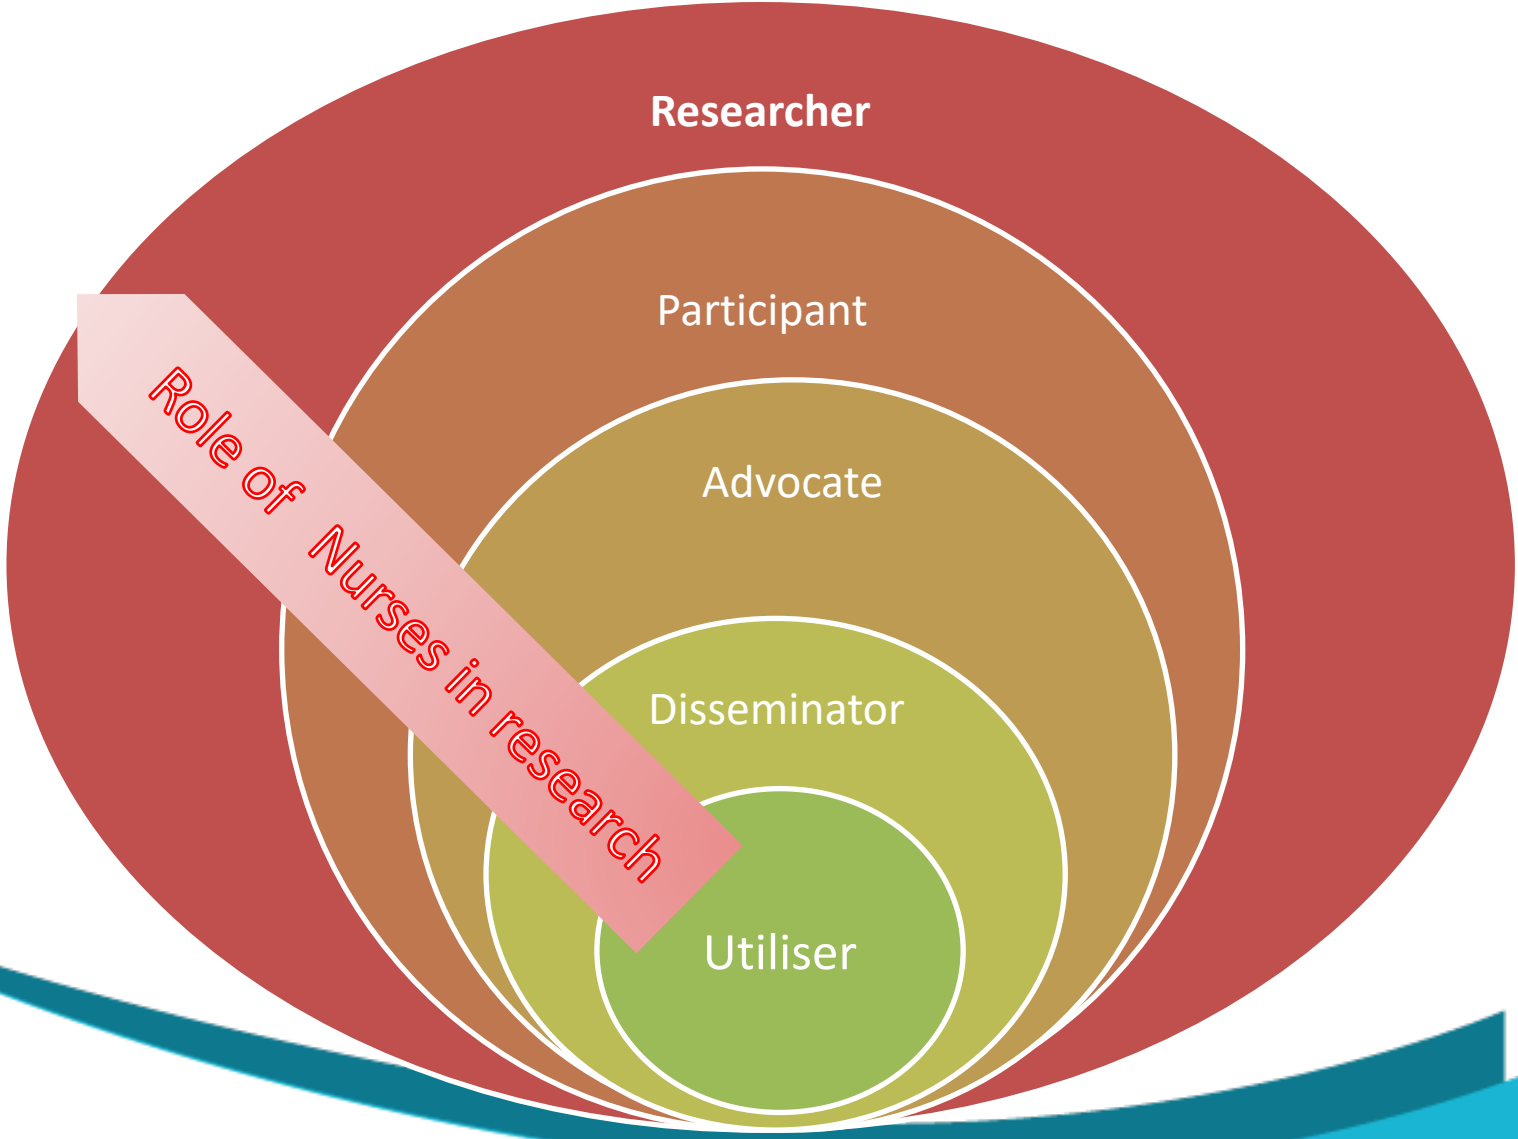 Researcher
Participant
Advocate
Disseminator
Utiliser
Role of Nurses in research